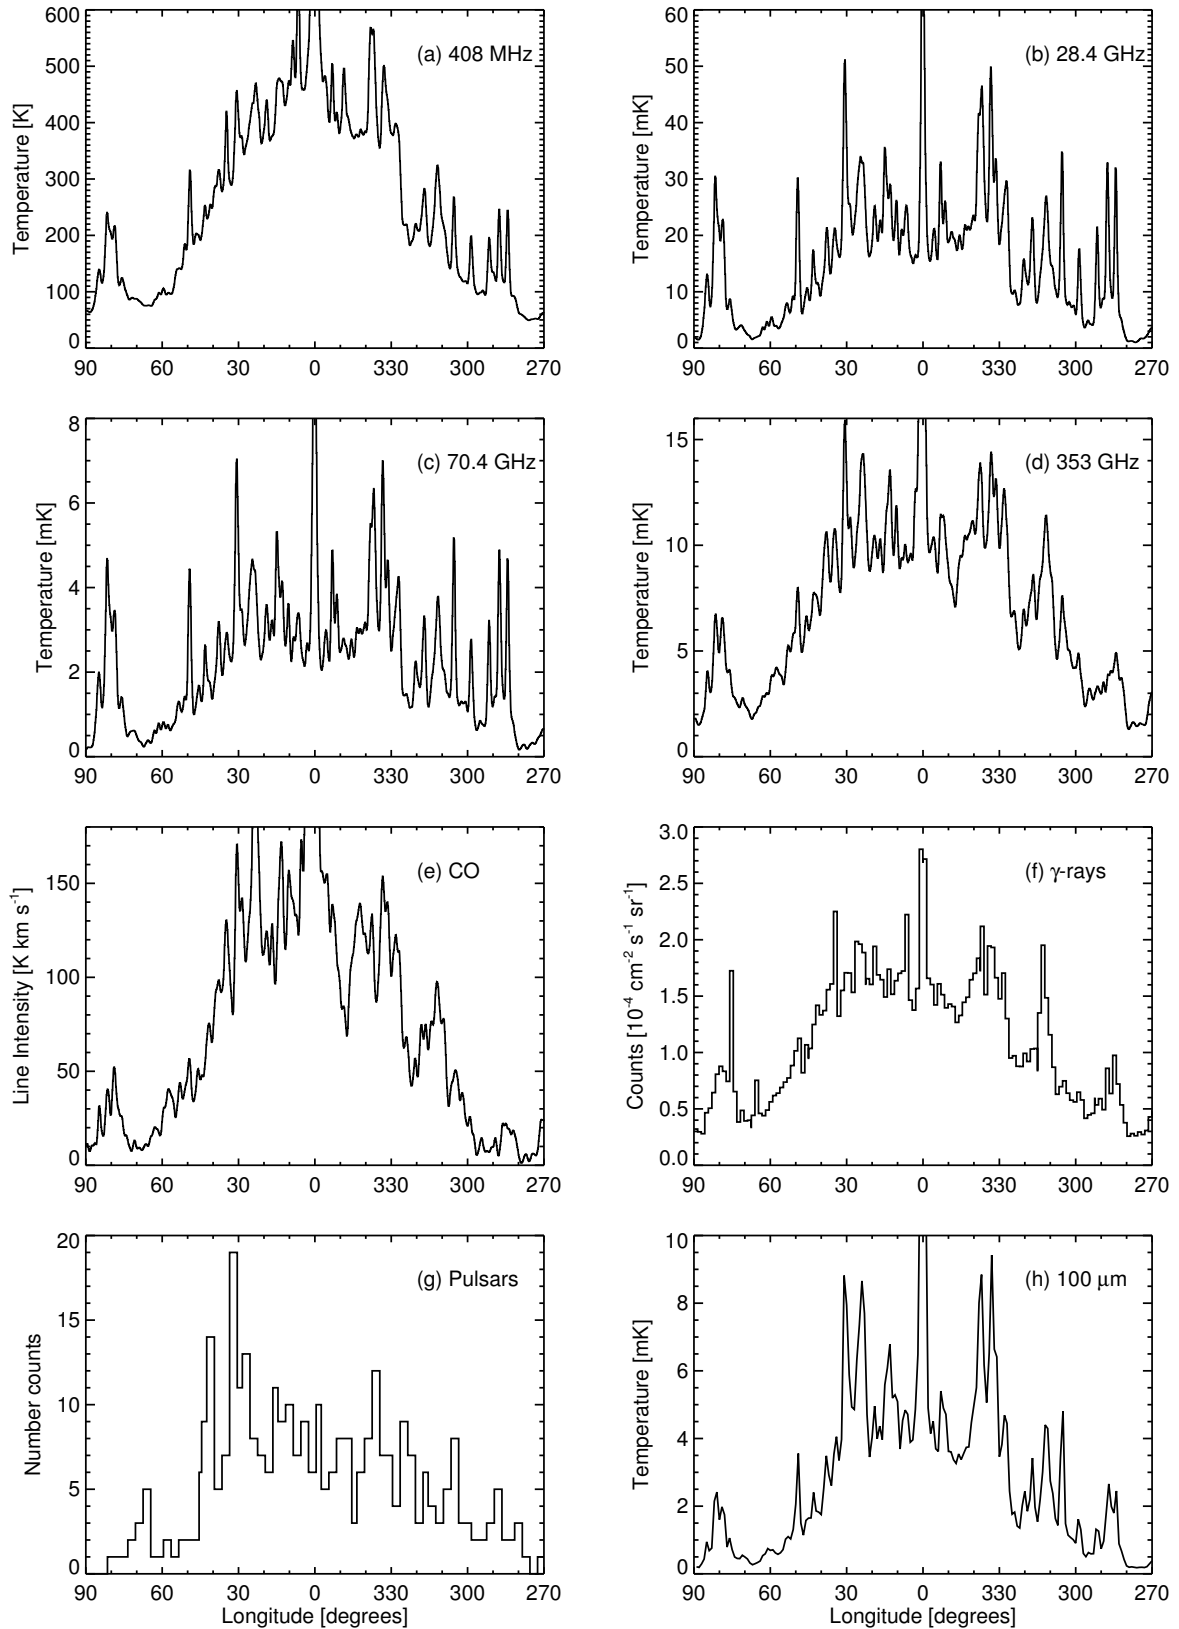 (a) 408 MHz
Temperature [K]
600
500
400
300
200
100
0
90 60 30 0 330 300 270
(b) 28.4 GHz
Temperature [mK]
60
50
40
30
20
10
0
90 60 30 0 330 300 270
(c) 70.4 GHz
Temperature [mK]
8
6
4
2
0
90 60 30 0 330 300 270
(d) 353 GHz
Temperature [mK]
15
10
5
0
90 60 30 0 330 300 270
(e) CO
Line Intensity [K km s⁻¹]
150
100
50
0
90 60 30 0 330 300 270
(f) γ-rays
Counts [10⁻⁴ cm⁻² s⁻¹ sr⁻¹]
3.0
2.5
2.0
1.5
1.0
0.5
0.0
90 60 30 0 330 300 270
(g) Pulsars
Number counts
20
15
10
5
0
90 60 30 0 330 300 270
Longitude [degrees]
(h) 100 μm
Temperature [mK]
10
8
6
4
2
0
90 60 30 0 330 300 270
Longitude [degrees]